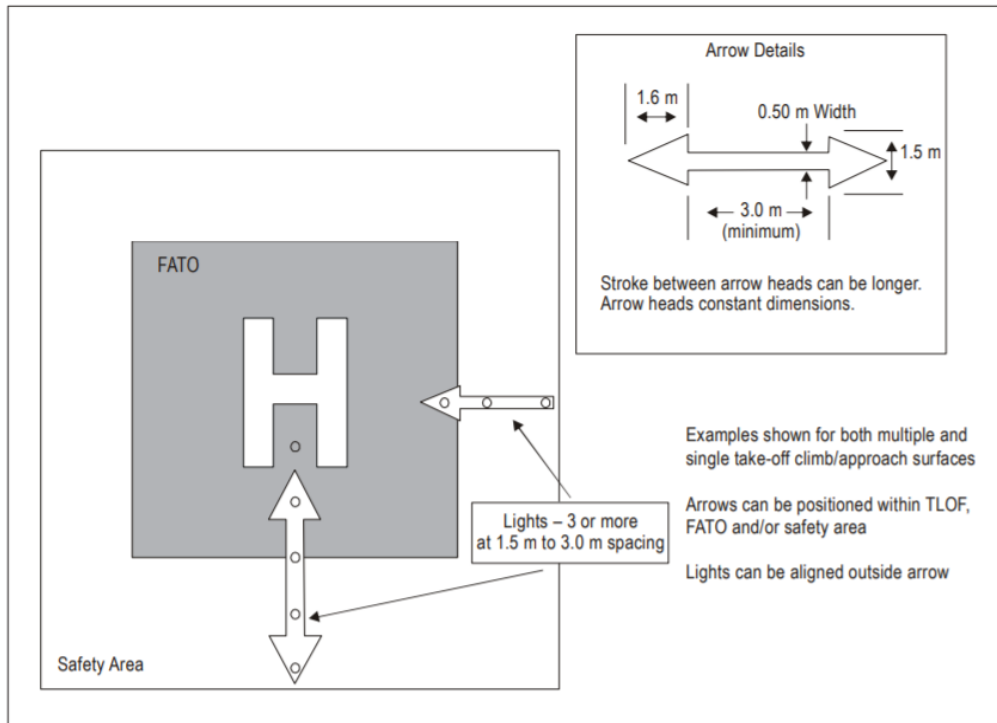 Arrow Details
1.6 m
0.50 m Width
1.5 m
3.0 m
(minimum)
Stroke between arrow heads can be longer.
Arrow heads constant dimensions.
FATO
H
Examples shown for both multiple and
single take-off climb/approach surfaces
Arrows can be positioned within TLOF,
FATO and/or safety area
Lights can be aligned outside arrow
Lights – 3 or more
at 1.5 m to 3.0 m spacing
Safety Area